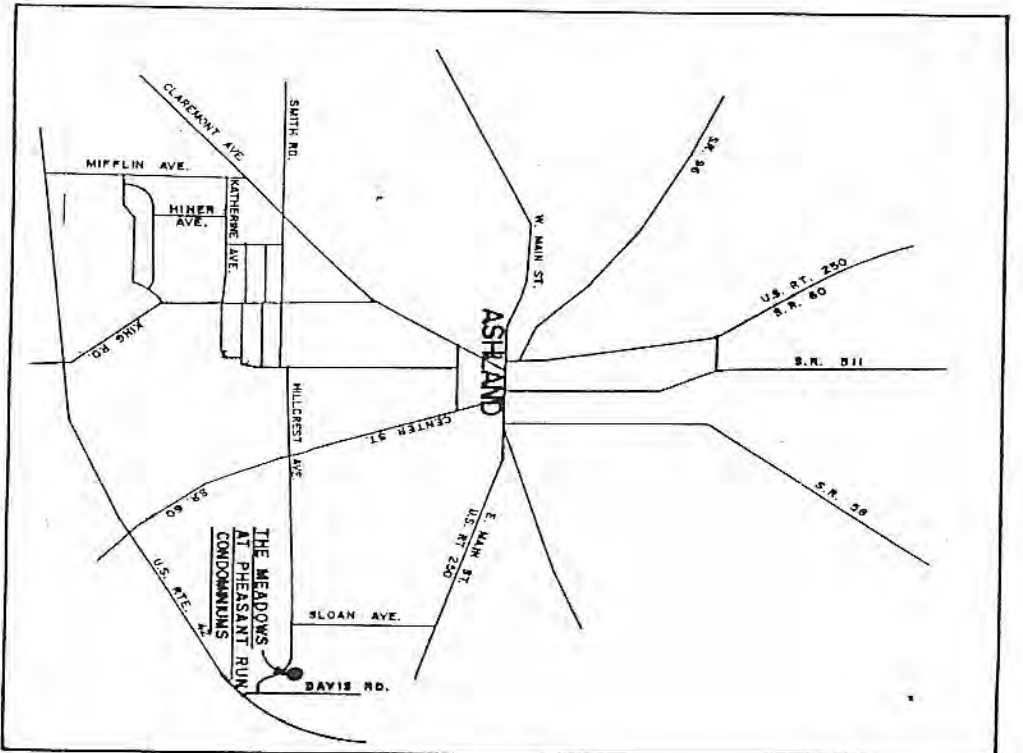 CLAREMONT AVE.
SMITH RD.
MIFFLIN AVE.
KATHERINE AVE.
HINER
AVE.
W. MAIN ST.
S.R. 96
U.S. RT. 250
S.R. 60
S.R. 511
ASHLAND
KING RD.
HILLCREST AVE.
CENTER ST.
S.R. 58
S.R. 60
E. MAIN ST.
U.S. RT 250
U.S. RTE. 42
THE MEADOWS
AT PHEASANT RUN
CONDOMINIUMS
SLOAN AVE.
DAVIS RD.